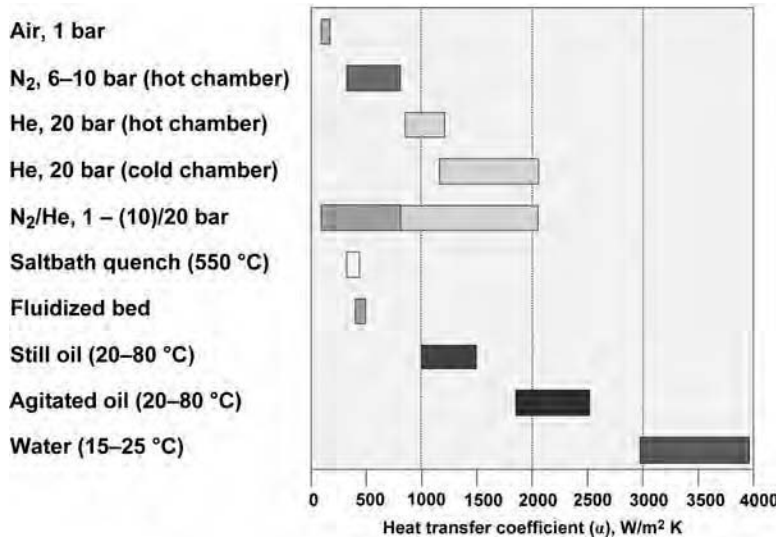 Air, 1 bar
N₂, 6–10 bar (hot chamber)
He, 20 bar (hot chamber)
He, 20 bar (cold chamber)
N₂/He, 1 – (10)/20 bar
Saltbath quench (550 °C)
Fluidized bed
Still oil (20–80 °C)
Agitated oil (20–80 °C)
Water (15–25 °C)
0 500 1000 1500 2000 2500 3000 3500 4000
Heat transfer coefficient (α), W/m² K